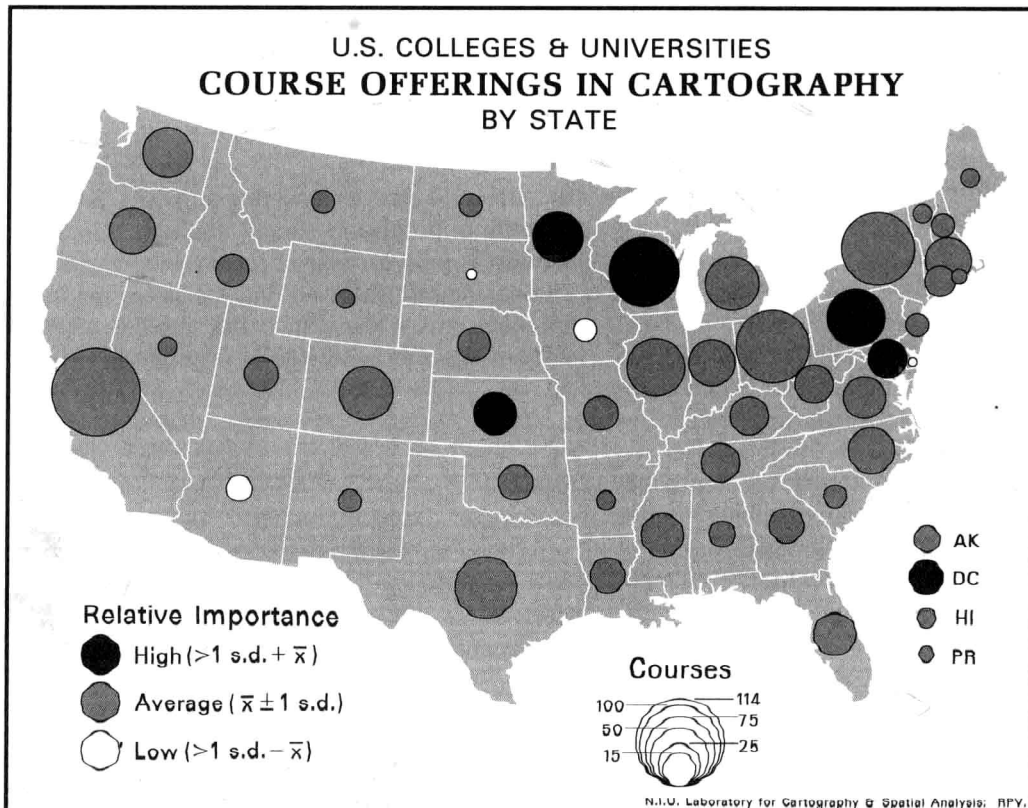 U.S. COLLEGES & UNIVERSITIES
COURSE OFFERINGS IN CARTOGRAPHY
BY STATE
AK
DC
HI
PR
Relative Importance
High (>1 s.d. + x̅)
Average ( x̅ ±1 s.d.)
Low (>1 s.d. – x̅)
Courses
100 114
75
50
25
15
N.I.U. Laboratory for Cartography & Spatial Analysis: RPV.